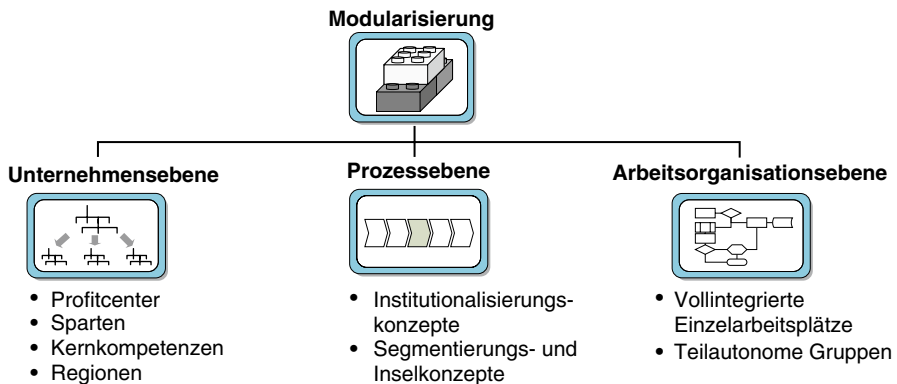 Modularisierung
Unternehmensebene
• Profitcenter
• Sparten
• Kernkompetenzen
• Regionen
Prozessebene
• Institutionalisierungs-
konzepte
• Segmentierungs- und
Inselkonzepte
Arbeitsorganisationsebene
• Vollintegrierte
Einzelarbeitsplätze
• Teilautonome Gruppen